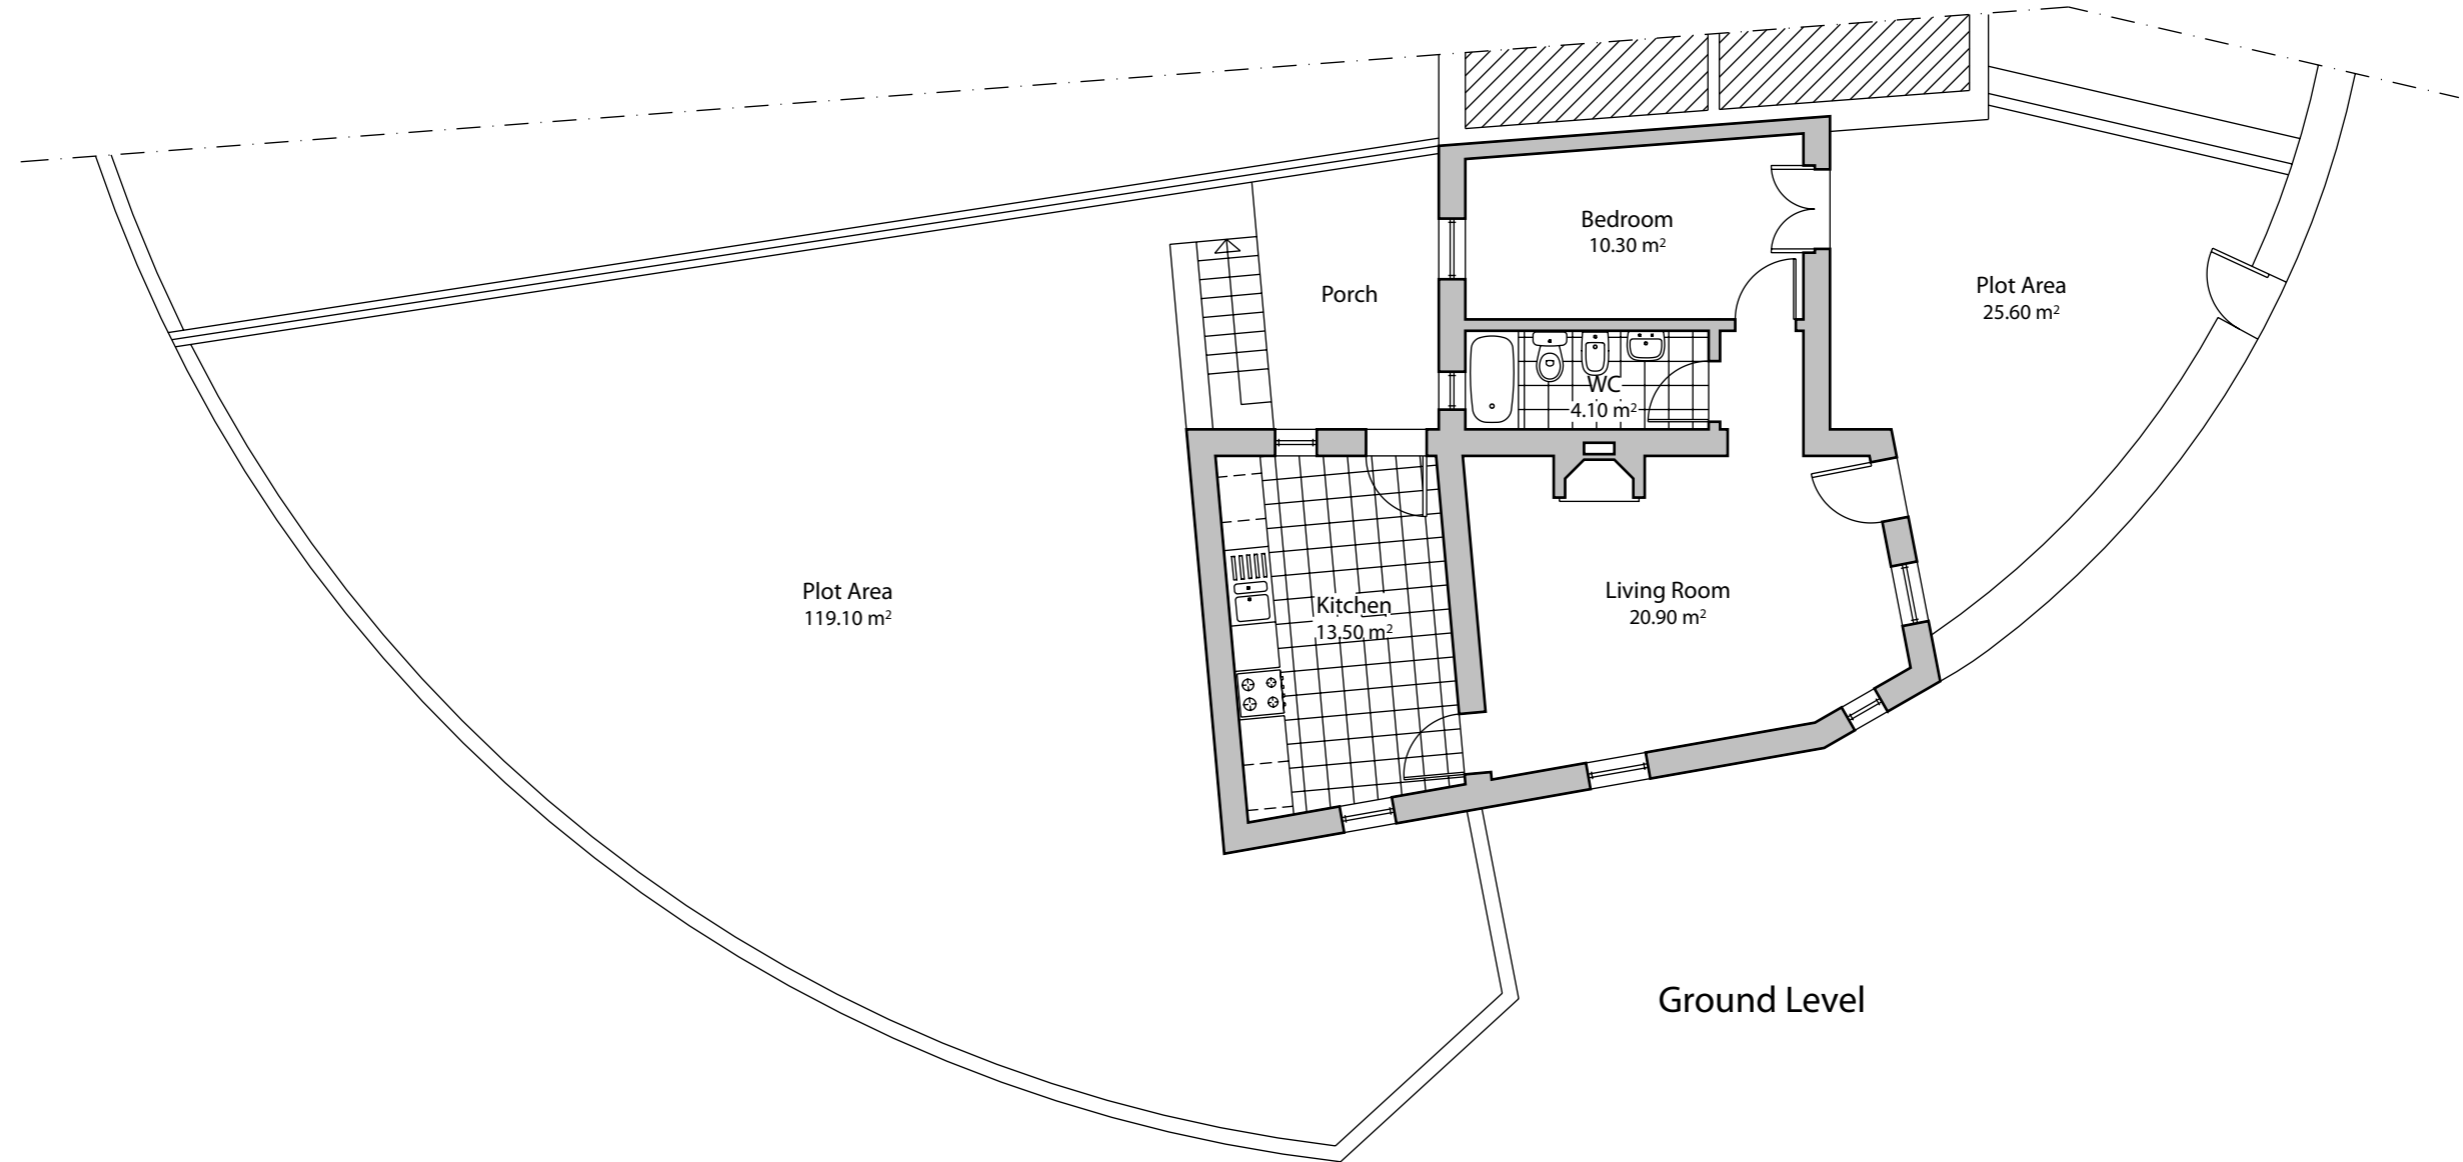 Bedroom
10.30 m²
Plot Area
25.60 m²
Porch
WC
4.10 m²
Plot Area
119.10 m²
Kitchen
13.50 m²
Living Room
20.90 m²
Ground Level